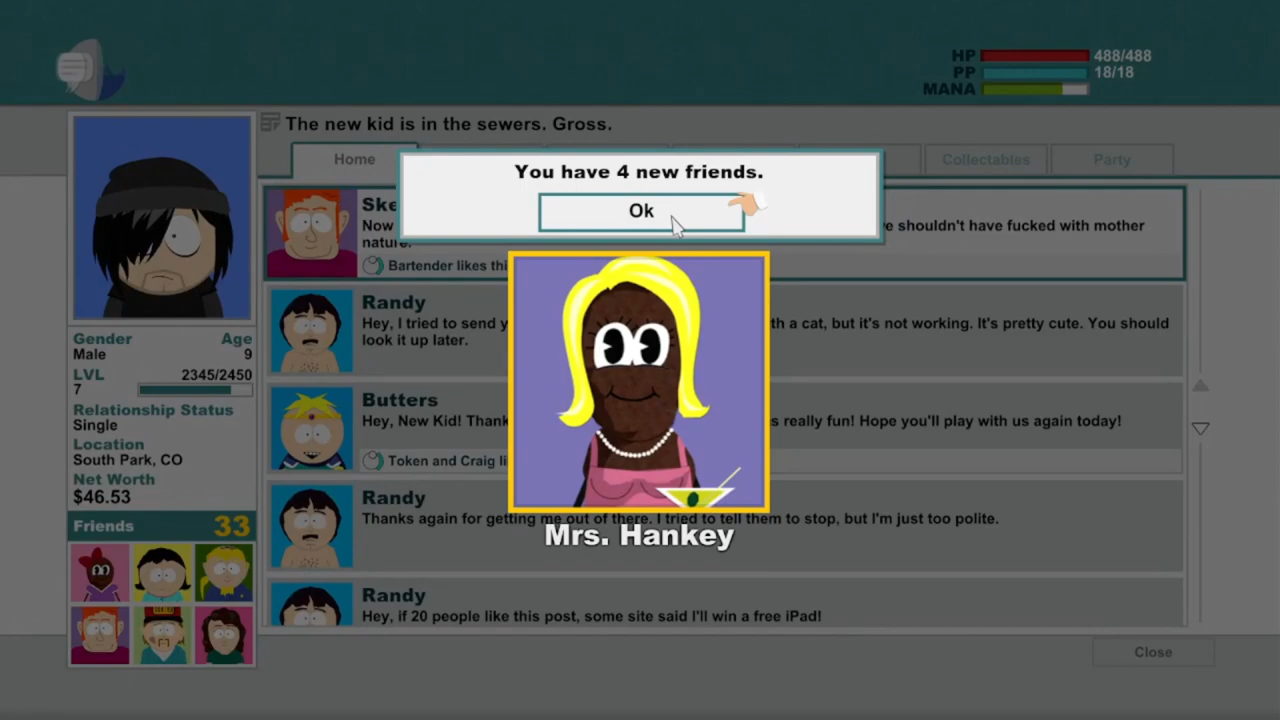 HP 488/488
PP 18/18
MANA
The new kid is in the sewers. Gross.
Home
Collectables
Party
You have 4 new friends.
Ok
Ske
Now
e shouldn't have fucked with mother
nature.
Bartender likes thi
Randy
Hey, I tried to send y
th a cat, but it's not working. It's pretty cute. You should
look it up later.
Butters
Hey, New Kid! Thank
s really fun! Hope you'll play with us again today!
Token and Craig li
Randy
Thanks again for getting me out of there. I tried to tell them to stop, but I'm just too polite.
Mrs. Hankey
Randy
Hey, if 20 people like this post, some site said I'll win a free iPad!
Gender Age
Male 9
LVL 2345/2450
7
Relationship Status
Single
Location
South Park, CO
Net Worth
$46.53
Friends 33
Close